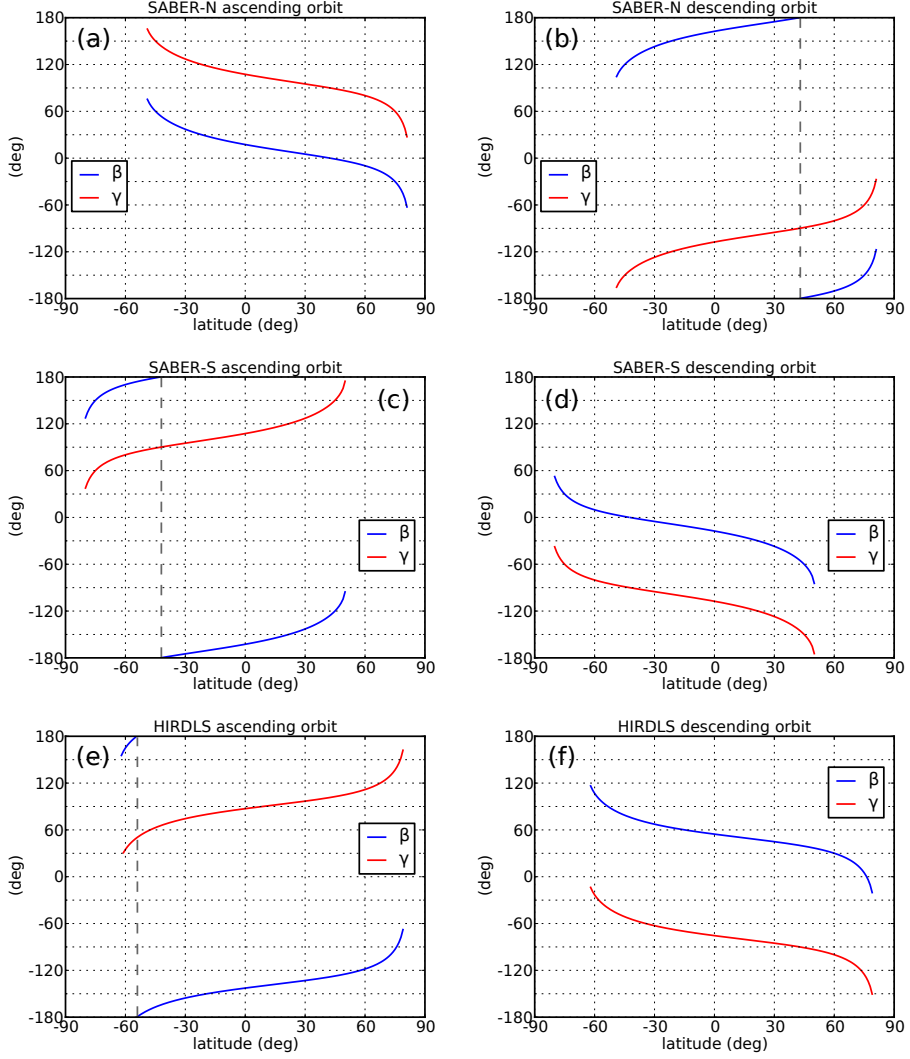 SABER-N ascending orbit
(a)
180
120
60
0
-60
-120
-180
(deg)
β
γ
-90 -60 -30 0 30 60 90
latitude (deg)
SABER-N descending orbit
(b)
180
120
60
0
-60
-120
-180
(deg)
β
γ
-90 -60 -30 0 30 60 90
latitude (deg)
SABER-S ascending orbit
(c)
180
120
60
0
-60
-120
-180
(deg)
β
γ
-90 -60 -30 0 30 60 90
latitude (deg)
SABER-S descending orbit
(d)
180
120
60
0
-60
-120
-180
(deg)
β
γ
-90 -60 -30 0 30 60 90
latitude (deg)
HIRDLS ascending orbit
(e)
180
120
60
0
-60
-120
-180
(deg)
β
γ
-90 -60 -30 0 30 60 90
latitude (deg)
HIRDLS descending orbit
(f)
180
120
60
0
-60
-120
-180
(deg)
β
γ
-90 -60 -30 0 30 60 90
latitude (deg)